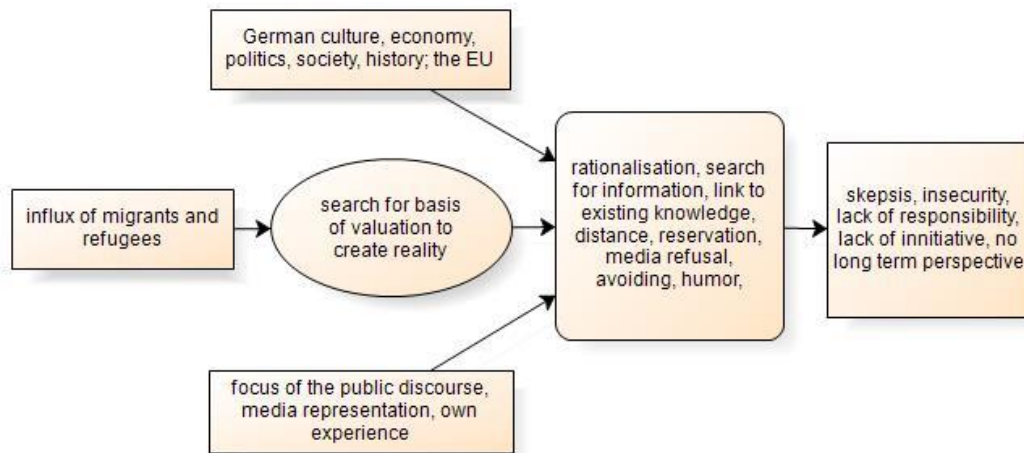 German culture, economy,
politics, society, history; the EU
influx of migrants and
refugees
search for basis
of valuation to
create reality
rationalisation, search
for information, link to
existing knowledge,
distance, reservation,
media refusal,
avoiding, humor,
skepsis, insecurity,
lack of responsibility,
lack of innitiative, no
long term perspective
focus of the public discourse,
media representation, own
experience